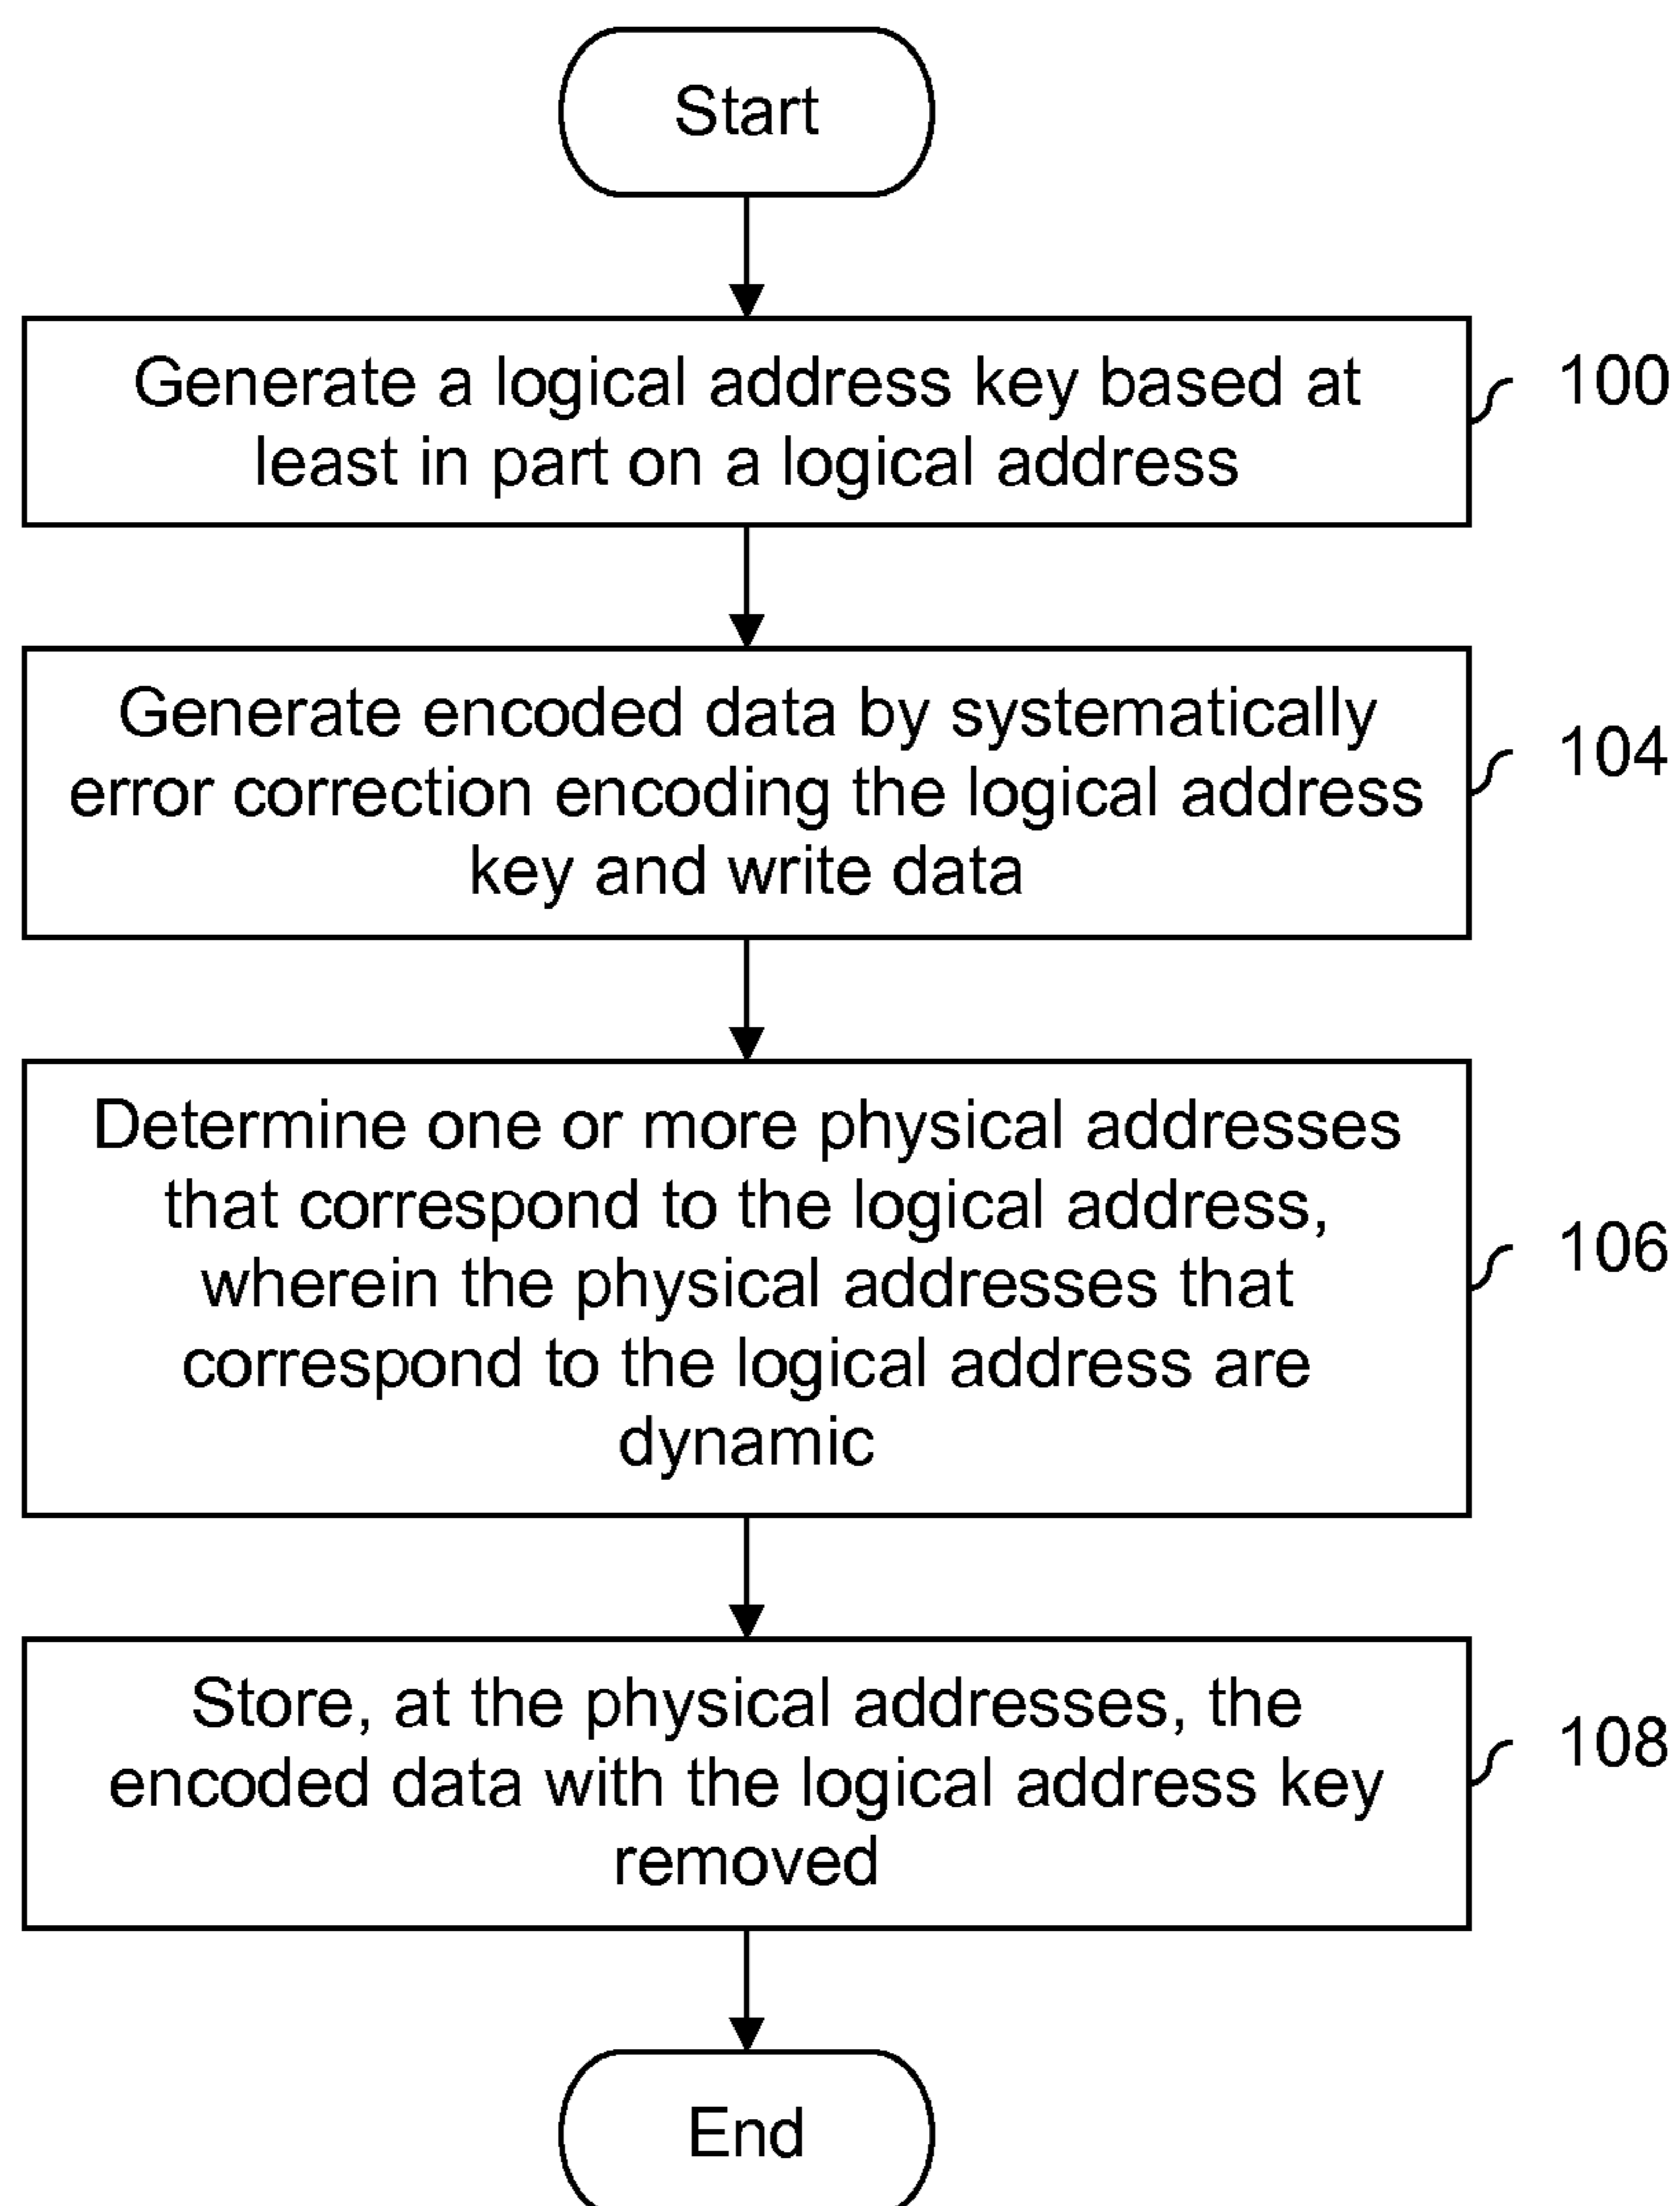 Start
Generate a logical address key based at
least in part on a logical address
100
Generate encoded data by systematically
error correction encoding the logical address
key and write data
104
Determine one or more physical addresses
that correspond to the logical address,
wherein the physical addresses that
correspond to the logical address are
dynamic
106
Store, at the physical addresses, the
encoded data with the logical address key
removed
108
End